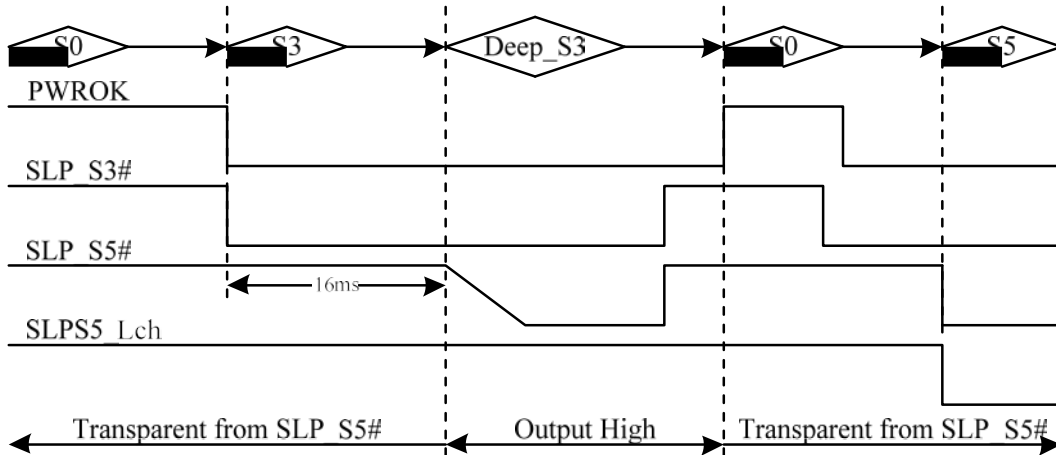 S0 S3 Deep_S3 S0 S5
PWROK
SLP_S3#
SLP_S5#
16ms
SLPS5_Lch
Transparent from SLP_S5# Output High Transparent from SLP_S5#